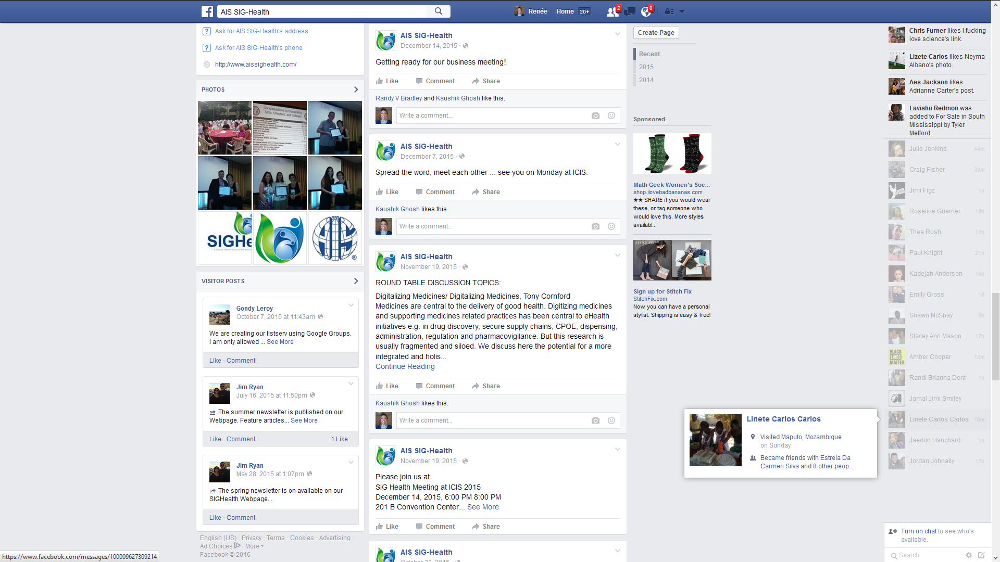 AIS SIG-Health
Renée
Home 20+
2
8
Ask for AIS SIG-Health's address
Ask for AIS SIG-Health's phone
http://www.aissighealth.com/
PHOTOS
Congratulations to Outstanding
SIGs, Chapters, and Colleges
SIGHe
VISITOR POSTS
Gondy Leroy
October 7, 2015 at 11:43am
We are creating our listserv using Google Groups.
I am only allowed ... See More
Like · Comment
Jim Ryan
July 16, 2015 at 11:50pm
The summer newsletter is published on our
Webpage. Feature articles... See More
Like · Comment
1 Like
Jim Ryan
May 28, 2015 at 1:07pm
The spring newsletter is on available on our
SIGHealth Webpage...
Like · Comment
English (US) · Privacy · Terms · Cookies · Advertising ·
Ad Choices · More
Facebook © 2016
https://www.facebook.com/messages/100009627309214
AIS SIG-Health
December 14, 2015 ·
Getting ready for our business meeting!
Like Comment Share
Randy V Bradley and Kaushik Ghosh like this.
Write a comment...
AIS SIG-Health
December 7, 2015 ·
Spread the word, meet each other ... see you on Monday at ICIS.
Like Comment Share
Kaushik Ghosh likes this.
Write a comment...
AIS SIG-Health
November 19, 2015 ·
ROUND TABLE DISCUSSION TOPICS:
Digitalizing Medicines/ Digitalizing Medicines, Tony Cornford
Medicines are central to the delivery of good health. Digitizing medicines
and supporting medicines related practices has been central to eHealth
initiatives e.g. in drug discovery, secure supply chains, CPOE, dispensing,
administration, regulation and pharmacovigilance. But this research is
usually fragmented and siloed. We discuss here the potential for a more
integrated and holis...
Continue Reading
Like Comment Share
Kaushik Ghosh likes this.
Write a comment...
AIS SIG-Health
November 19, 2015 ·
Please join us at
SIG Health Meeting at ICIS 2015
December 14, 2015, 6:00 PM 8:00 PM
201 B Convention Center... See More
Like Comment Share
AIS SIG-Health
Create Page
Recent
2015
2014
Sponsored
Math Geek Women's Soc...
shop.ilovebadbananas.com
★★ SHARE if you would wear
these, or tag someone who
would love this. More styles
availabl...
STITCH FIX
Sign up for Stitch Fix
StitchFix.com
Now you can have a personal
stylist. Shipping is easy & free!
Linete Carlos Carlos
Visited Maputo, Mozambique
on Sunday
Became friends with Estrela Da
Carmen Silva and 8 other peop...
Chris Furner likes I fucking
love science's link.
Lizete Carlos likes Neyma
Albano's photo.
Aes Jackson likes
Adrianne Carter's post.
Lavisha Redmon was
added to For Sale in South
Mississippi by Tyler
Mefford.
Julie Jenkins 44m
Craig Fisher 38m
Jimi Figz 1h
Roseline Guerrier 19h
Thee Rush 18h
Paul Knight 21h
Kadejah Anderson 16h
Emily Gross 1d
Shawn McShay 9h
Stacey Ann Mason 17h
BLACK
LIVES
MATTER
Amber Cooper 18m
Randl Brianna Dent 1h
Jamal Jimi Smiley
Linete Carlos Carlos 18m
Jaedon Hanchard 1h
Jordan Johnally 15h
Turn on chat to see who's
available.
Search